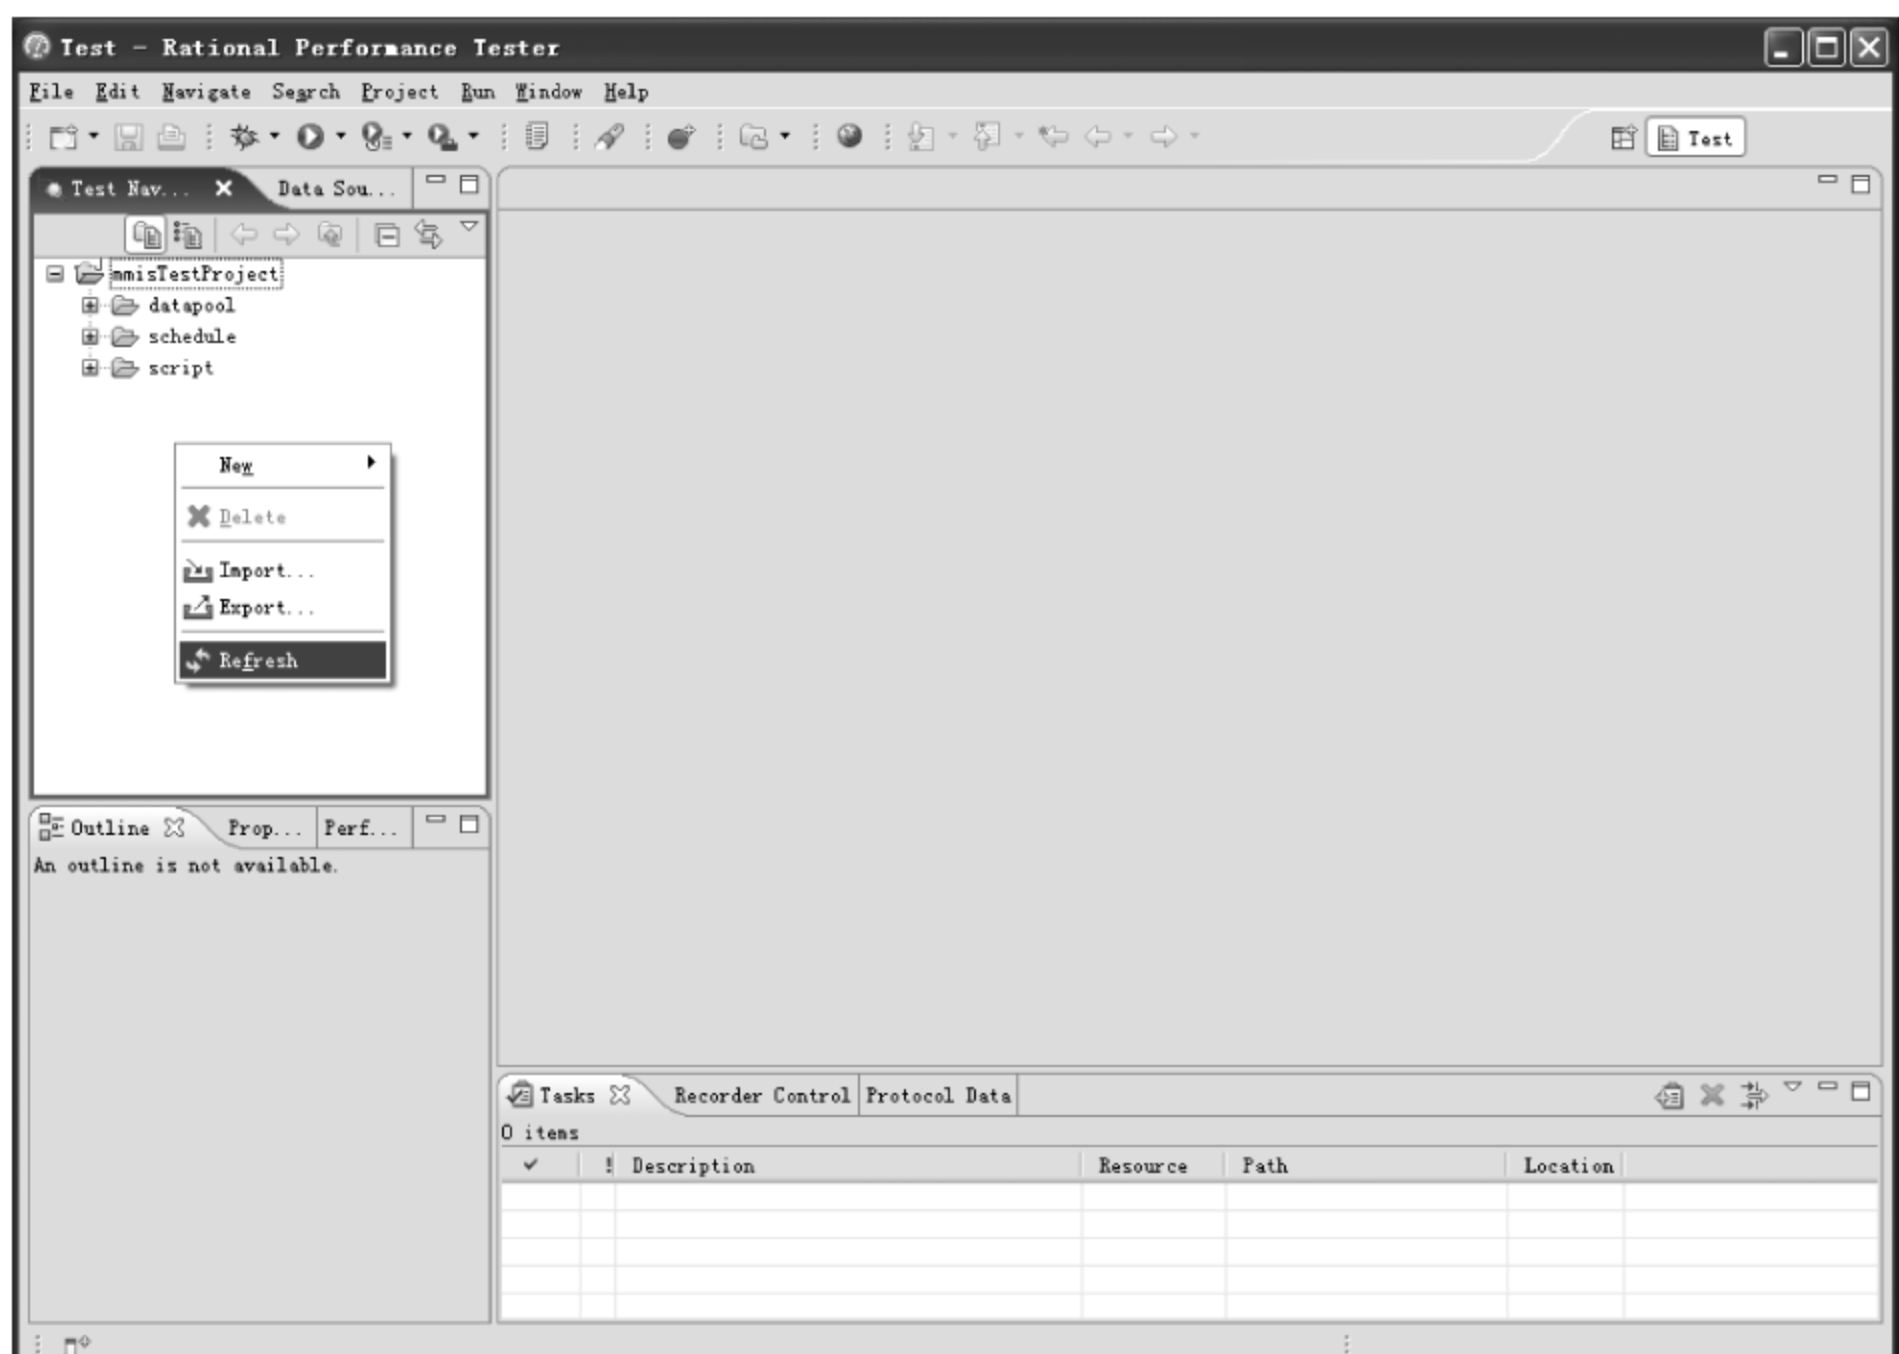 Test - Rational Performance Tester
File Edit Navigate Search Project Run Window Help
Test
Test Nav... Data Sou...
mmisTestProject
datapool
schedule
script
New
Delete
Import...
Export...
Refresh
Outline Prop... Perf...
An outline is not available.
Tasks Recorder Control Protocol Data
0 items
! Description Resource Path Location